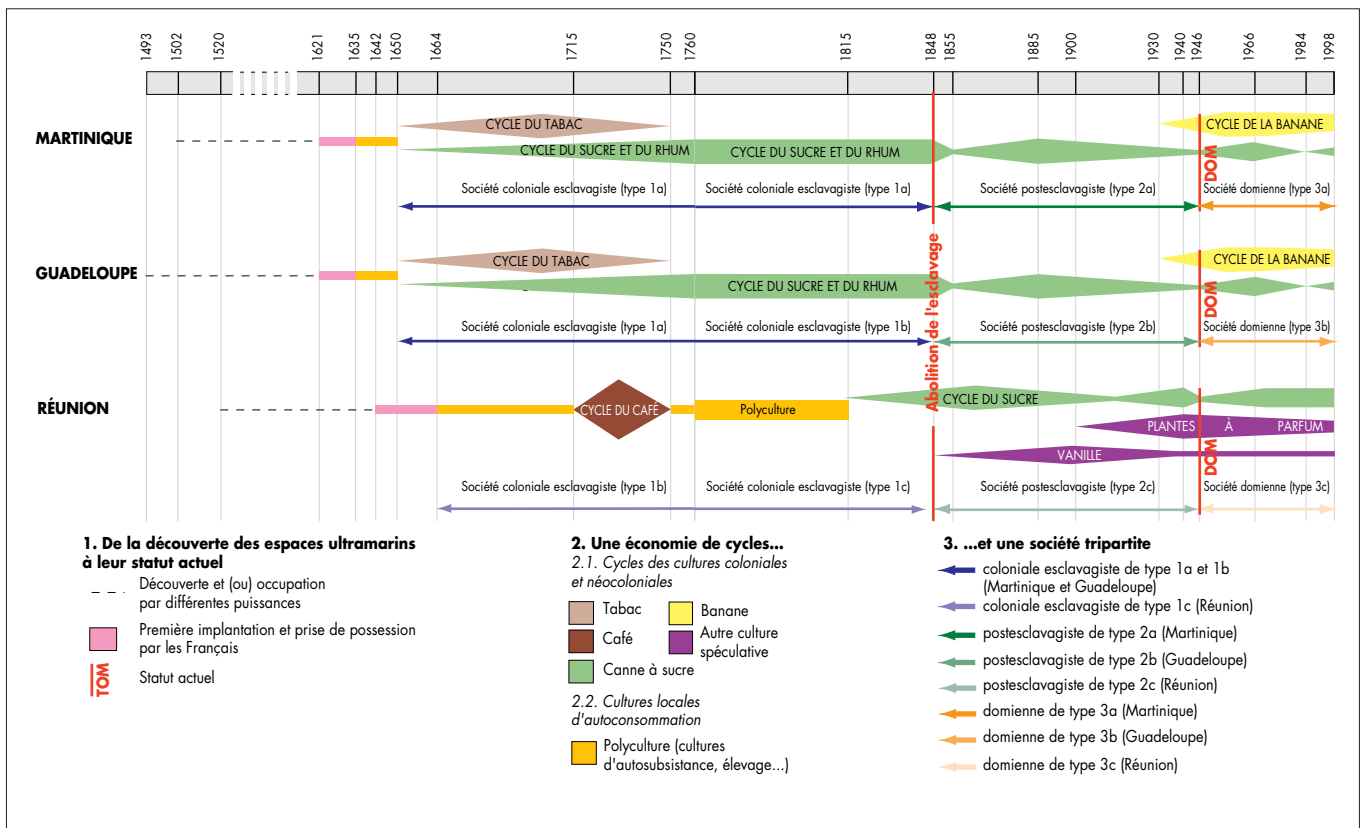 1493 1502 1520 1621 1635 1642 1650 1664 1715 1750 1760 1815 1848 1855 1885 1900 1930 1940 1946 1966 1984 1998
MARTINIQUE
CYCLE DU TABAC
CYCLE DE LA BANANE
CYCLE DU SUCRE ET DU RHUM
CYCLE DU SUCRE ET DU RHUM
DOM
Société coloniale esclavagiste (type 1a)
Société coloniale esclavagiste (type 1a)
Société postesclavagiste (type 2a)
Société domienne (type 3a)
Abolition de l'esclavage
GUADELOUPE
CYCLE DU TABAC
CYCLE DE LA BANANE
CYCLE DU SUCRE ET DU RHUM
DOM
Société coloniale esclavagiste (type 1a)
Société coloniale esclavagiste (type 1b)
Société postesclavagiste (type 2b)
Société domienne (type 3b)
RÉUNION
CYCLE DU CAFÉ
Polyculture
CYCLE DU SUCRE
PLANTES À PARFUM
VANILLE
DOM
Société coloniale esclavagiste (type 1b)
Société coloniale esclavagiste (type 1c)
Société postesclavagiste (type 2c)
Société domienne (type 3c)
1. De la découverte des espaces ultramarins
à leur statut actuel
Découverte et (ou) occupation
par différentes puissances
Première implantation et prise de possession
par les Français
TOM
Statut actuel
2. Une économie de cycles...
2.1. Cycles des cultures coloniales
et néocoloniales
Tabac
Banane
Café
Autre culture
spéculative
Canne à sucre
2.2. Cultures locales
d'autoconsommation
Polyculture (cultures
d'autosubsistance, élevage...)
3. ...et une société tripartite
coloniale esclavagiste de type 1a et 1b
(Martinique et Guadeloupe)
coloniale esclavagiste de type 1c (Réunion)
postesclavagiste de type 2a (Martinique)
postesclavagiste de type 2b (Guadeloupe)
postesclavagiste de type 2c (Réunion)
domienne de type 3a (Martinique)
domienne de type 3b (Guadeloupe)
domienne de type 3c (Réunion)